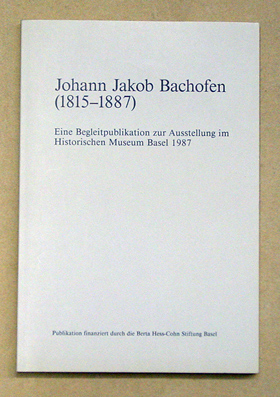 Johann Jakob Bachofen
(1815–1887)
Eine Begleitpublikation zur Ausstellung im
Historischen Museum Basel 1987
Publikation finanziert durch die Berta Hess-Cohn Stiftung Basel